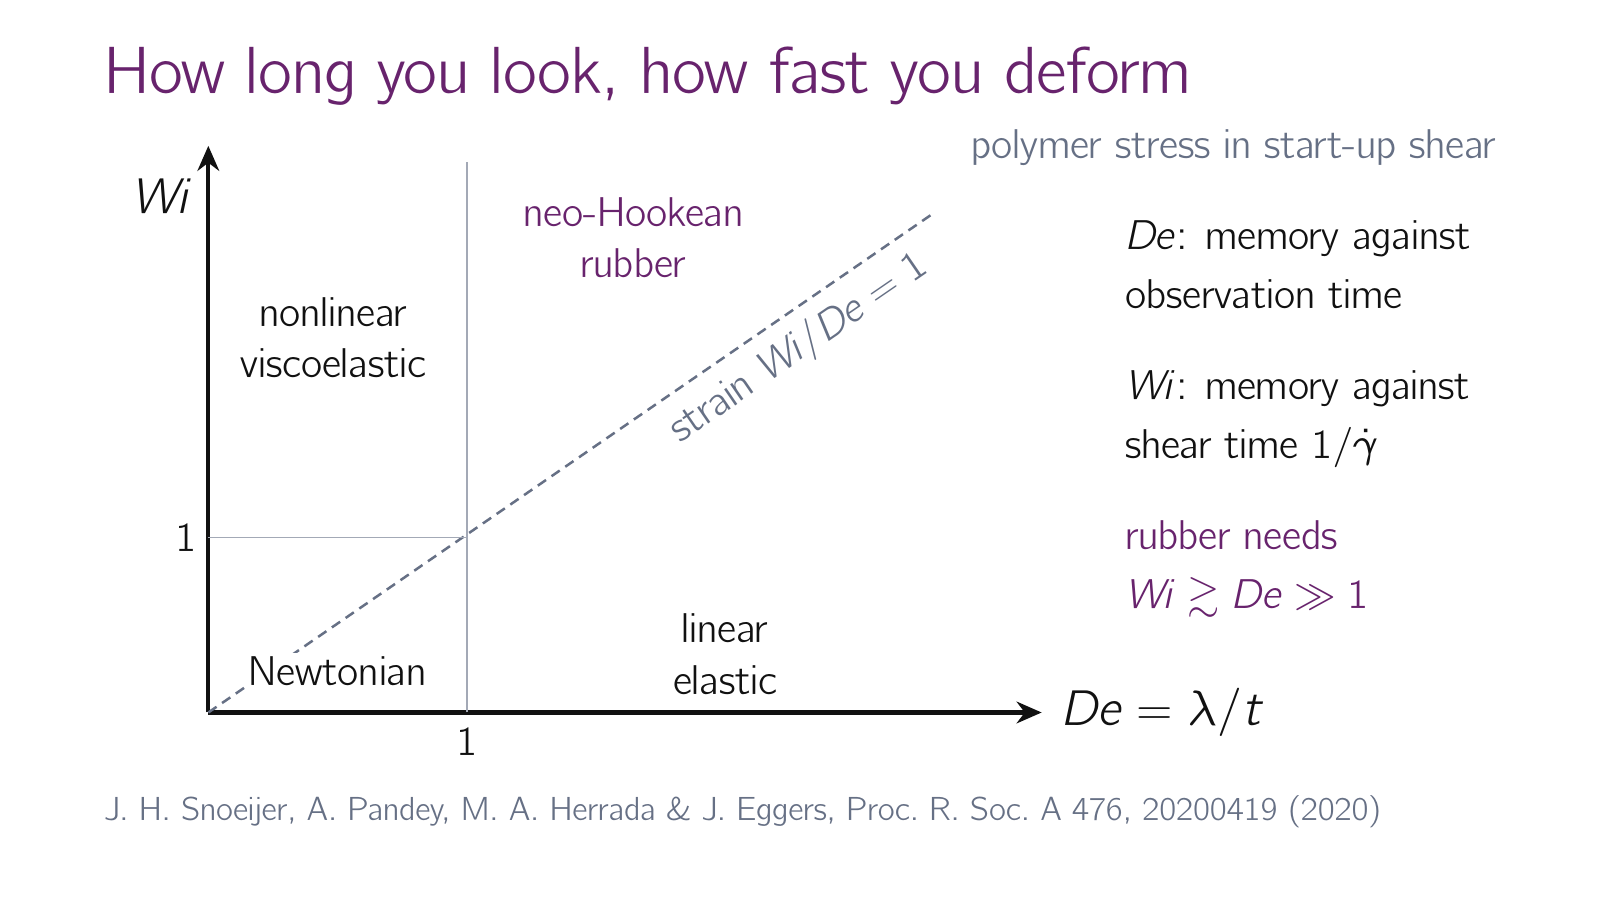 How long you look, how fast you deform
polymer stress in start-up shear
Wi
neo-Hookean
rubber
nonlinear
viscoelastic
strain Wi/De = 1
1
Newtonian
linear
elastic
1
De = λ/t
De: memory against
observation time
Wi: memory against
shear time 1/γ̇
rubber needs
Wi ≳ De ≫ 1
J. H. Snoeijer, A. Pandey, M. A. Herrada & J. Eggers, Proc. R. Soc. A 476, 20200419 (2020)